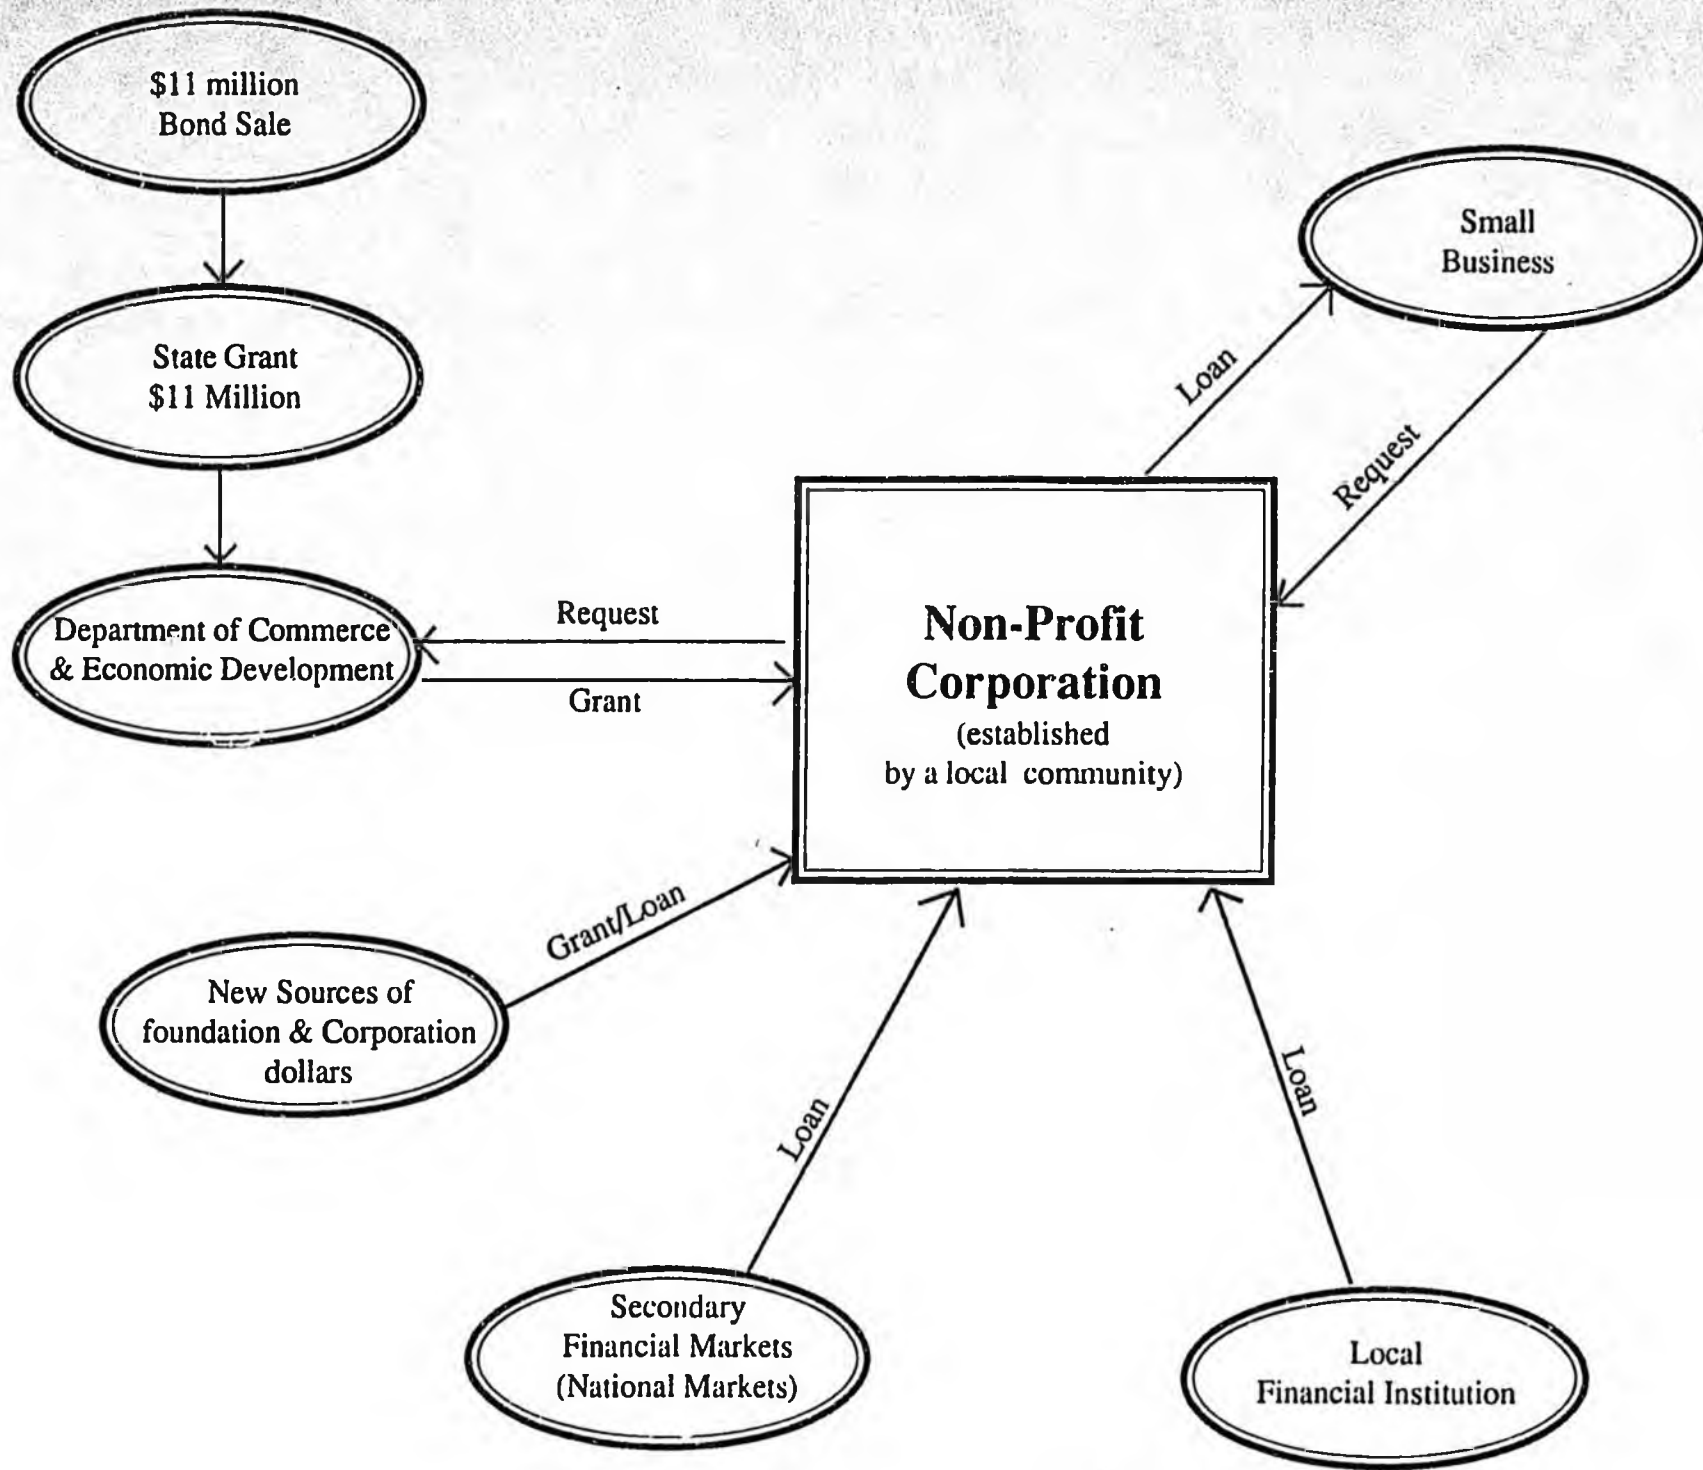 $11 million
Bond Sale
State Grant
$11 Million
Department of Commerce
& Economic Development
Request
Grant
Small
Business
Loan
Request
Non-Profit
Corporation
(established
by a local community)
Grant/Loan
New Sources of
foundation & Corporation
dollars
Loan
Loan
Secondary
Financial Markets
(National Markets)
Local
Financial Institution